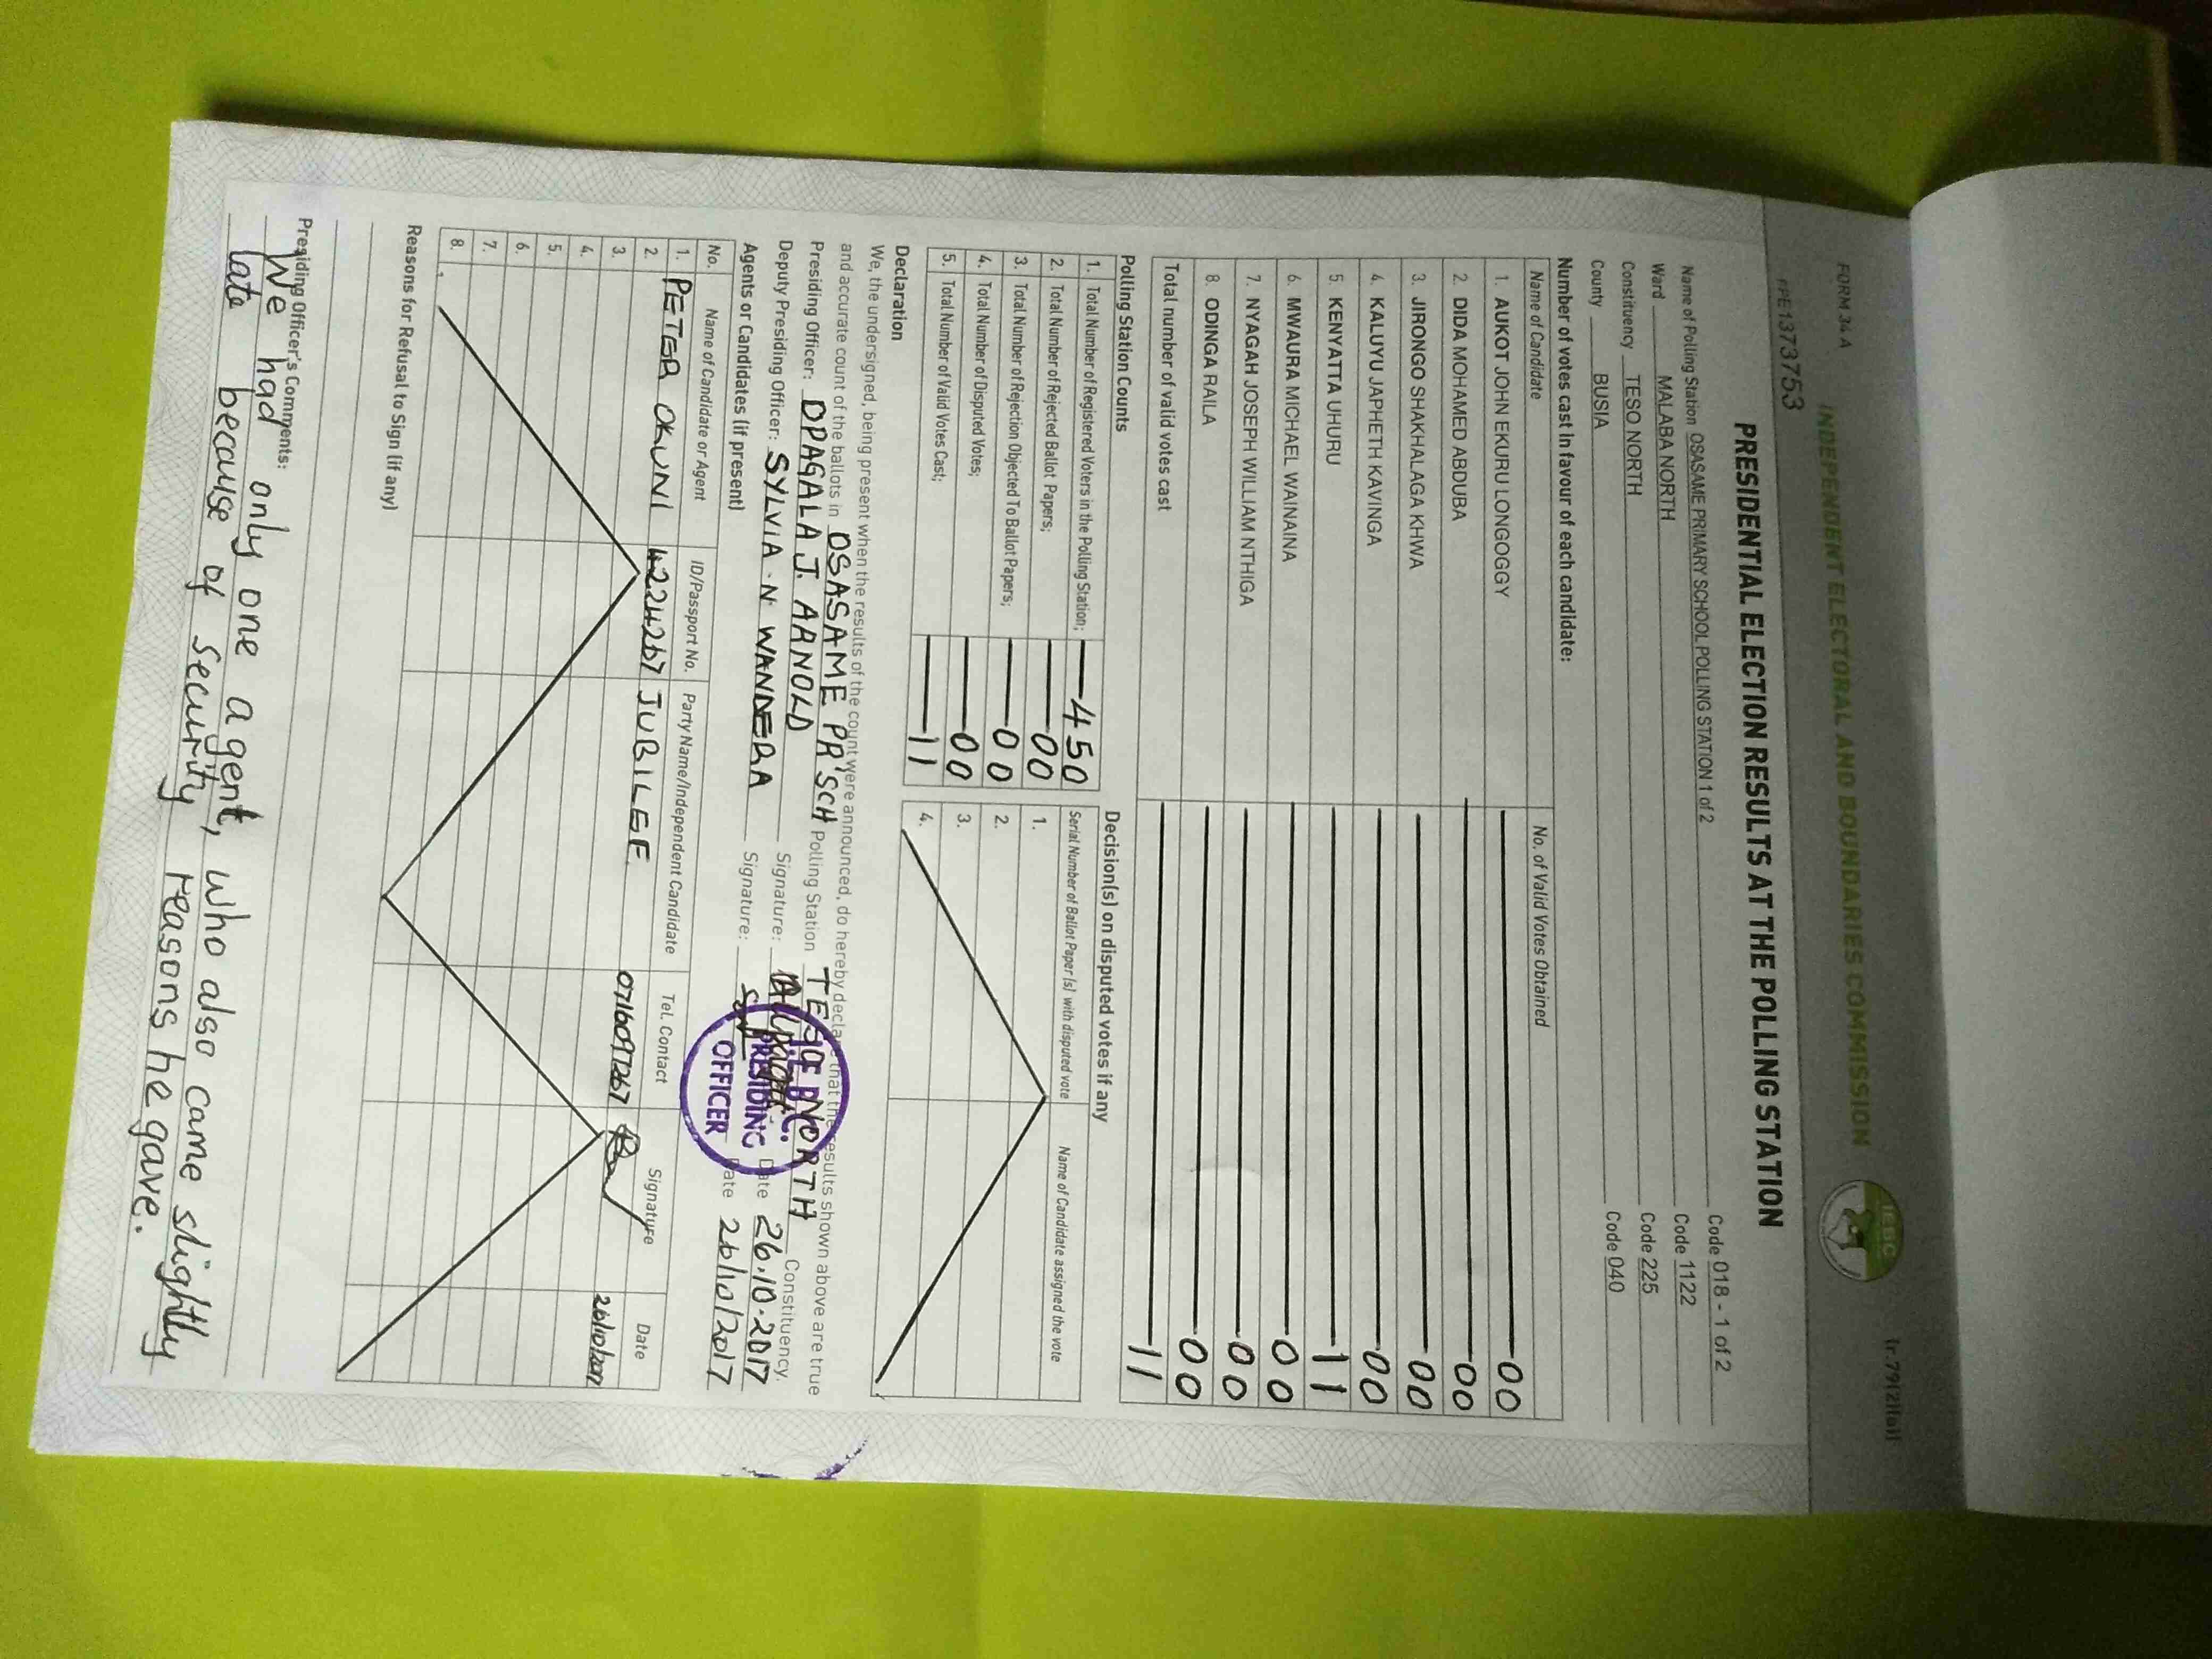 FORM 34A
INDEPENDENT ELECTORAL AND BOUNDARIES COMMISSION
IEBC
PRESIDENTIAL ELECTION RESULTS AT THE POLLING STATION
Name of Polling Station OSASAME PRIMARY SCHOOL POLLING STATION 1 of 2 Code 018 - 1 of 2
Ward MALABA NORTH Code 1122
Constituency TESO NORTH Code 225
County BUSIA Code 040
Number of votes cast in favour of each candidate:
Name of Candidate No. of Valid Votes Obtained
1. AUKOT JOHN EKURU LONGOGGY 00
2. DIDA MOHAMED ABDUBA 00
3. JIRONGO SHAKHALAGA KHWA 00
4. KALUYU JAPHETH KAVINGA 00
5. KENYATTA UHURU 11
6. MWAURA MICHAEL WAINAINA 00
7. NYAGAH JOSEPH WILLIAM NTHIGA 00
8. ODINGA RAILA 00
Total number of valid votes cast 11
Polling Station Counts
1. Total Number of Registered Voters in the Polling Station; 450
2. Total Number of Rejected Ballot Papers; 00
3. Total Number of Rejection Objected To Ballot Papers; 00
4. Total Number of Disputed Votes; 00
5. Total Number of Valid Votes Cast; 11
Decision(s) on disputed votes if any
Serial Number of Ballot Paper (s) with disputed vote Name of Candidate assigned the vote
1.
2.
3.
4.
Declaration
We, the undersigned, being present when the results of the count were announced, do hereby declare that the results shown above are true
and accurate count of the ballots in OSASAME PR'SCH Polling Station TESO NORTH Constituency.
Presiding Officer: OPAGALA J. ARNOLD Signature: Date 26.10.2017
Deputy Presiding Officer: SYLVIA .N. WANDERA Signature: Date 26/10/2017
PRESIDING
OFFICER
Agents or Candidates (if present)
No. Name of Candidate or Agent ID/Passport No. Party Name/Independent Candidate Tel. Contact Signature Date
1. PETER OKUNI JUBILEE 0716097267 26/10/2017
2.
3.
4.
5.
6.
7.
8.
Reasons for Refusal to Sign (if any)
Presiding Officer's Comments:
We had only one agent, who also came slightly
late because of security reasons he gave.